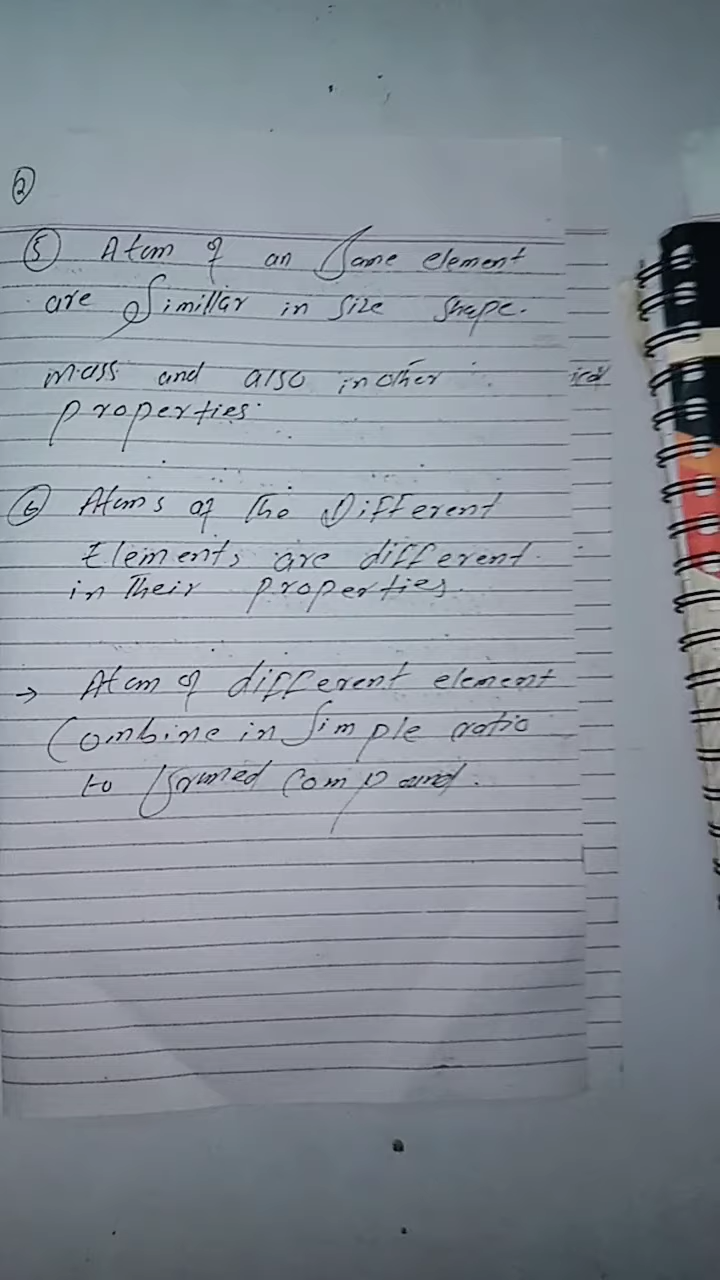 ②
⑤ Atom of an Same element
are Simillar in Size Shape.
mass and also in other
properties.
⑥ Atoms of The Different
Elements are different.
in Their properties.
→ Atom of different element
Combine in Simple ratio
to formed Compound.